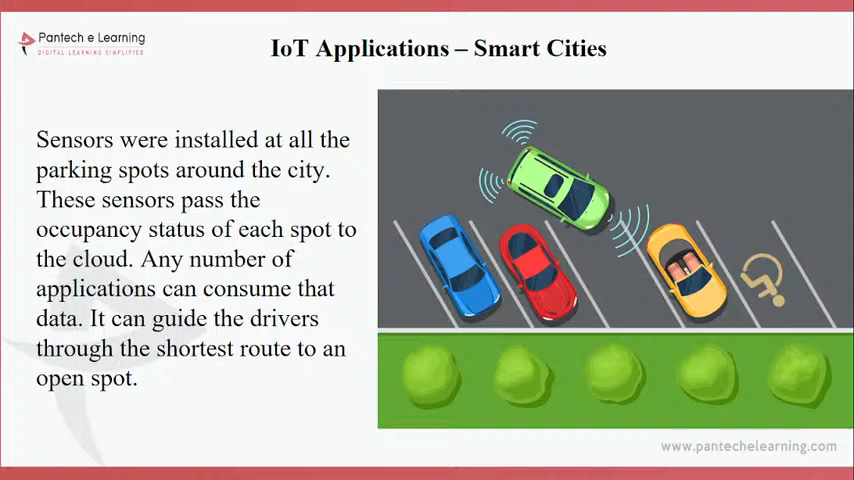 Pantech e Learning
DIGITAL LEARNING SIMPLIFIED
IoT Applications – Smart Cities
Sensors were installed at all the
parking spots around the city.
These sensors pass the
occupancy status of each spot to
the cloud. Any number of
applications can consume that
data. It can guide the drivers
through the shortest route to an
open spot.
www.pantechelearning.com